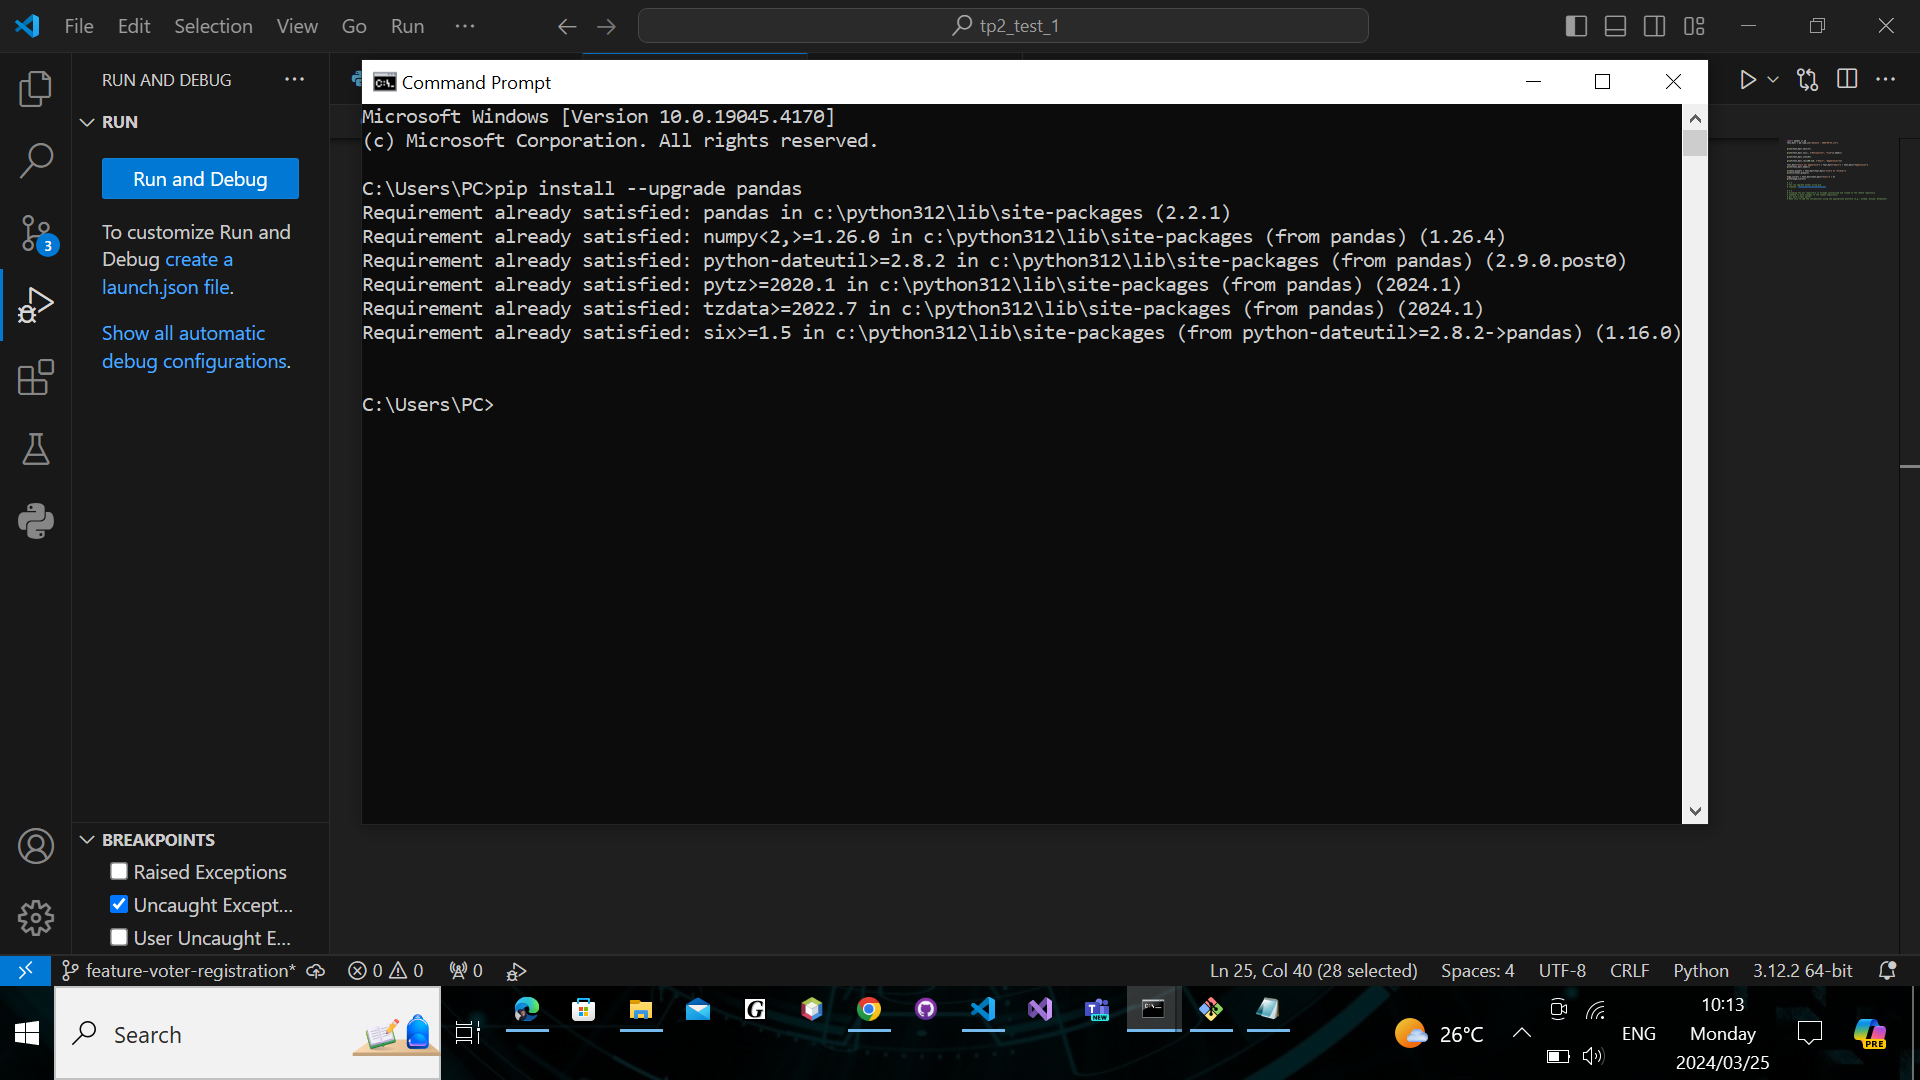 File Edit Selection View Go Run ···
tp2_test_1
RUN AND DEBUG ···
RUN
Run and Debug
To customize Run and
Debug create a
launch.json file.
Show all automatic
debug configurations.
3
Command Prompt
Microsoft Windows [Version 10.0.19045.4170]
(c) Microsoft Corporation. All rights reserved.
C:\Users\PC>pip install --upgrade pandas
Requirement already satisfied: pandas in c:\python312\lib\site-packages (2.2.1)
Requirement already satisfied: numpy<2,>=1.26.0 in c:\python312\lib\site-packages (from pandas) (1.26.4)
Requirement already satisfied: python-dateutil>=2.8.2 in c:\python312\lib\site-packages (from pandas) (2.9.0.post0)
Requirement already satisfied: pytz>=2020.1 in c:\python312\lib\site-packages (from pandas) (2024.1)
Requirement already satisfied: tzdata>=2022.7 in c:\python312\lib\site-packages (from pandas) (2024.1)
Requirement already satisfied: six>=1.5 in c:\python312\lib\site-packages (from python-dateutil>=2.8.2->pandas) (1.16.0)
C:\Users\PC>
BREAKPOINTS
Raised Exceptions
Uncaught Except...
User Uncaught E...
feature-voter-registration* 0 0 0 Ln 25, Col 40 (28 selected) Spaces: 4 UTF-8 CRLF Python 3.12.2 64-bit
Search
NEW
26°C
ENG
10:13
Monday
2024/03/25
PRE